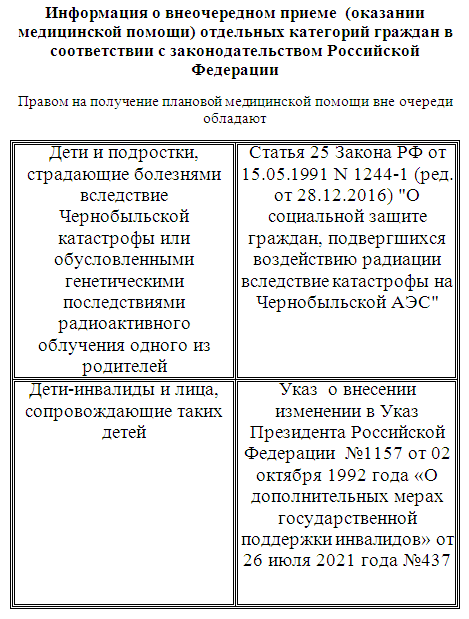 Информация о внеочередном приеме (оказании
медицинской помощи) отдельных категорий граждан в
соответствии с законодательством Российской
Федерации
Правом на получение плановой медицинской помощи вне очереди
обладают
Дети и подростки,
страдающие болезнями
вследствие
Чернобыльской
катастрофы или
обусловленными
генетическими
последствиями
радиоактивного
облучения одного из
родителей
Статья 25 Закона РФ от
15.05.1991 N 1244-1 (ред.
от 28.12.2016) "О
социальной защите
граждан, подвергшихся
воздействию радиации
вследствие катастрофы на
Чернобыльской АЭС"
Дети-инвалиды и лица,
сопровождающие таких
детей
Указ о внесении
изменении в Указ
Президента Российской
Федерации №1157 от 02
октября 1992 года «О
дополнительных мерах
государственной
поддержки инвалидов» от
26 июля 2021 года №437